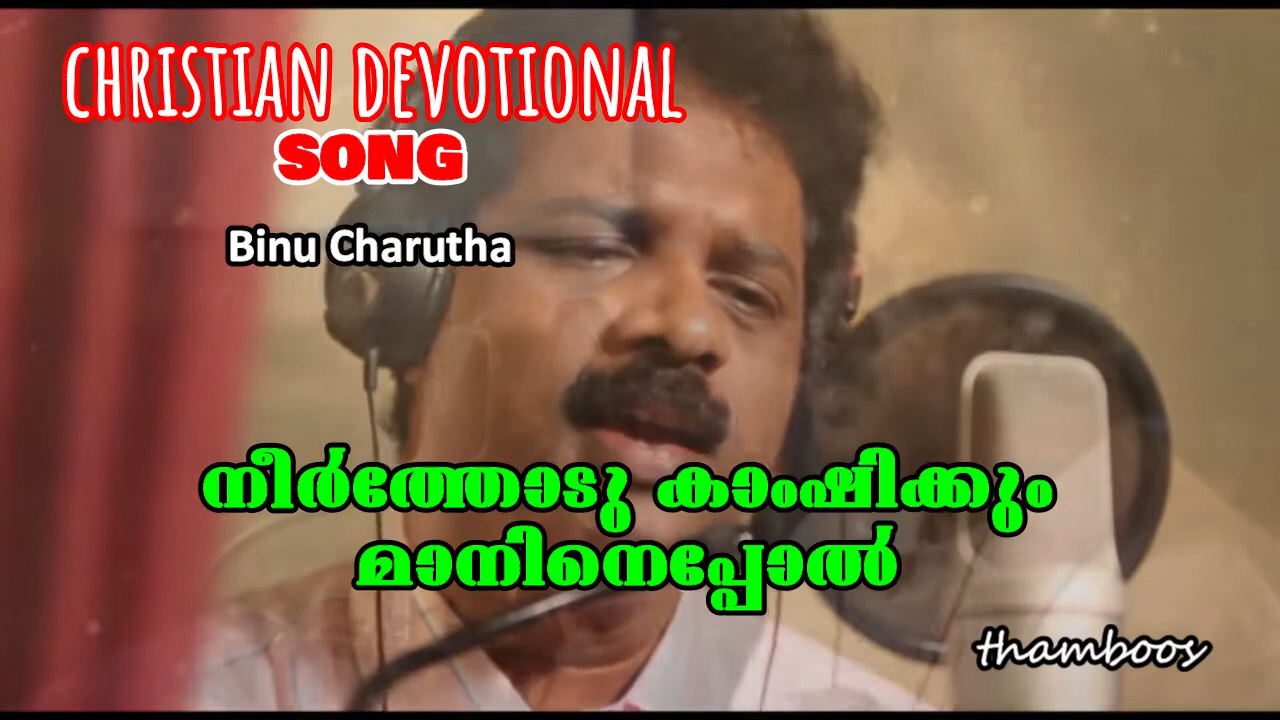 CHRISTIAN DEVOTIONAL
SONG
Binu Charutha
നീർത്തോടു കാംഷിക്കും
മാനിനെപ്പോൽ
thamboos